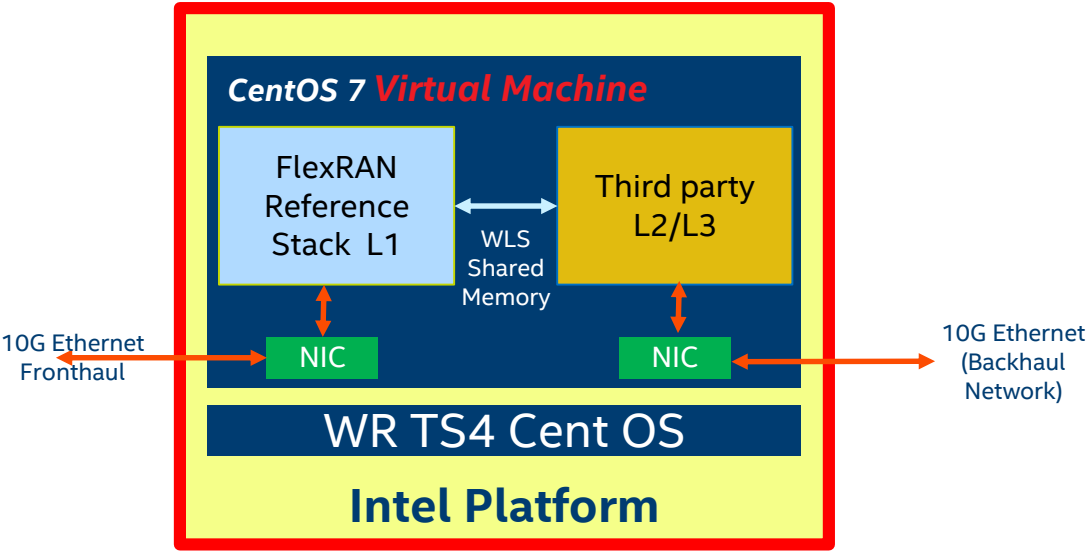 CentOS 7 Virtual Machine
FlexRAN
Reference
Stack L1
Third party
L2/L3
WLS
Shared
Memory
10G Ethernet
Fronthaul
NIC
NIC
10G Ethernet
(Backhaul
Network)
WR TS4 Cent OS
Intel Platform